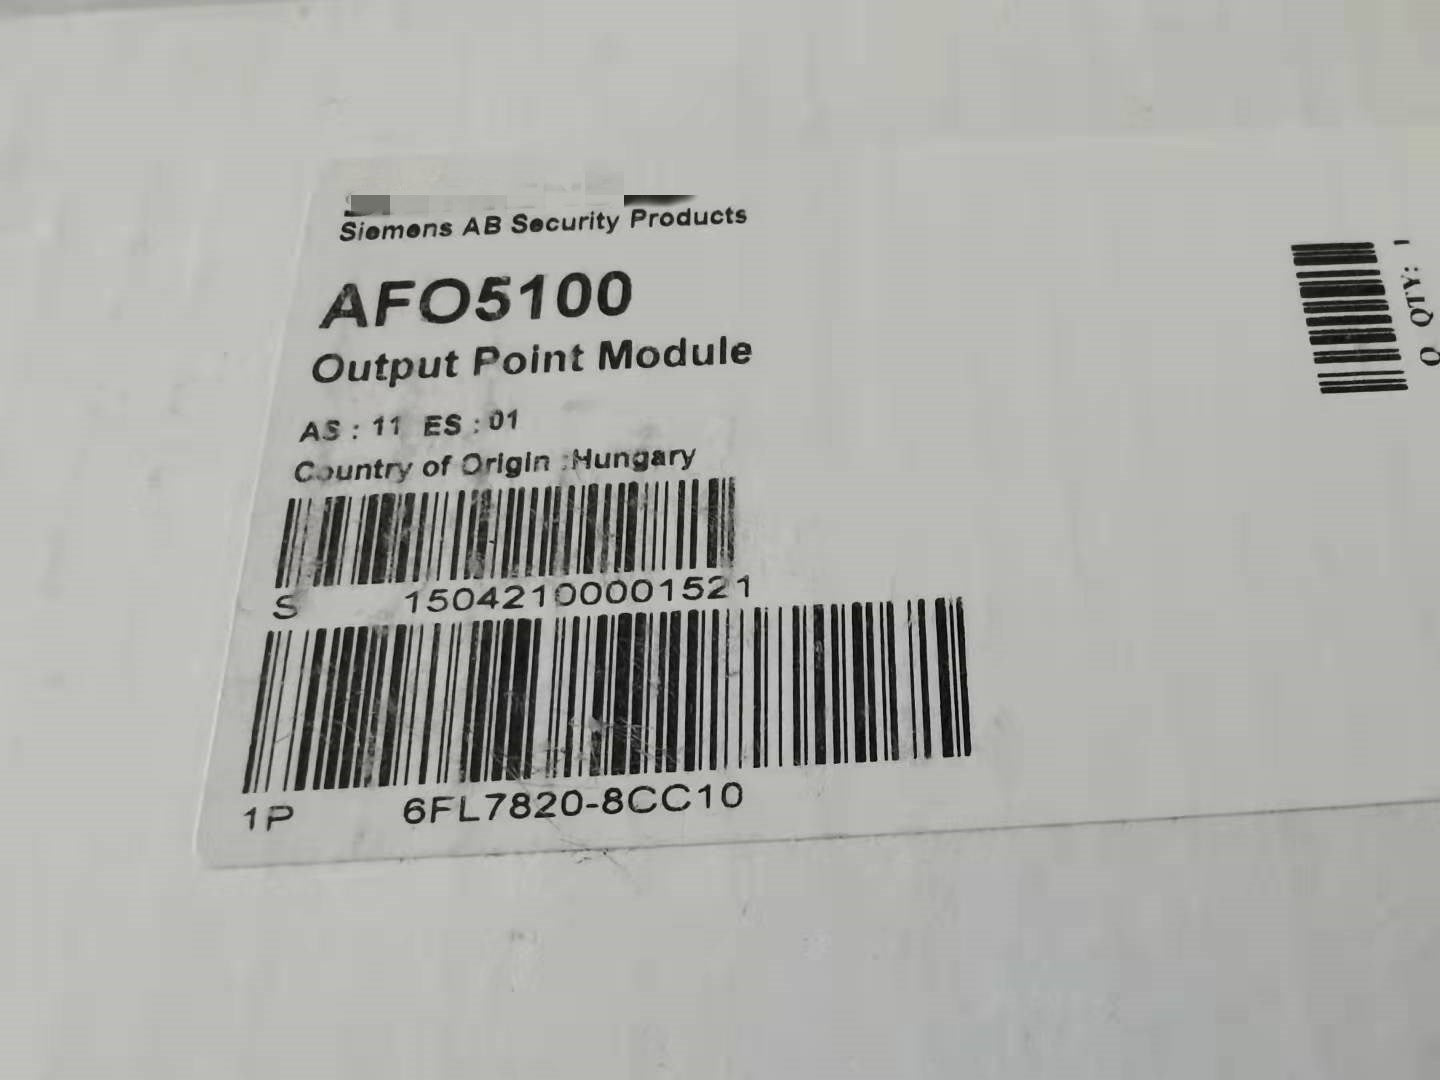 Siemens AB Security Products
AFO5100
Output Point Module
AS : 11 ES : 01
Country of Origin :Hungary
S 15042100001521
1P 6FL7820-8CC10
QTY: 1